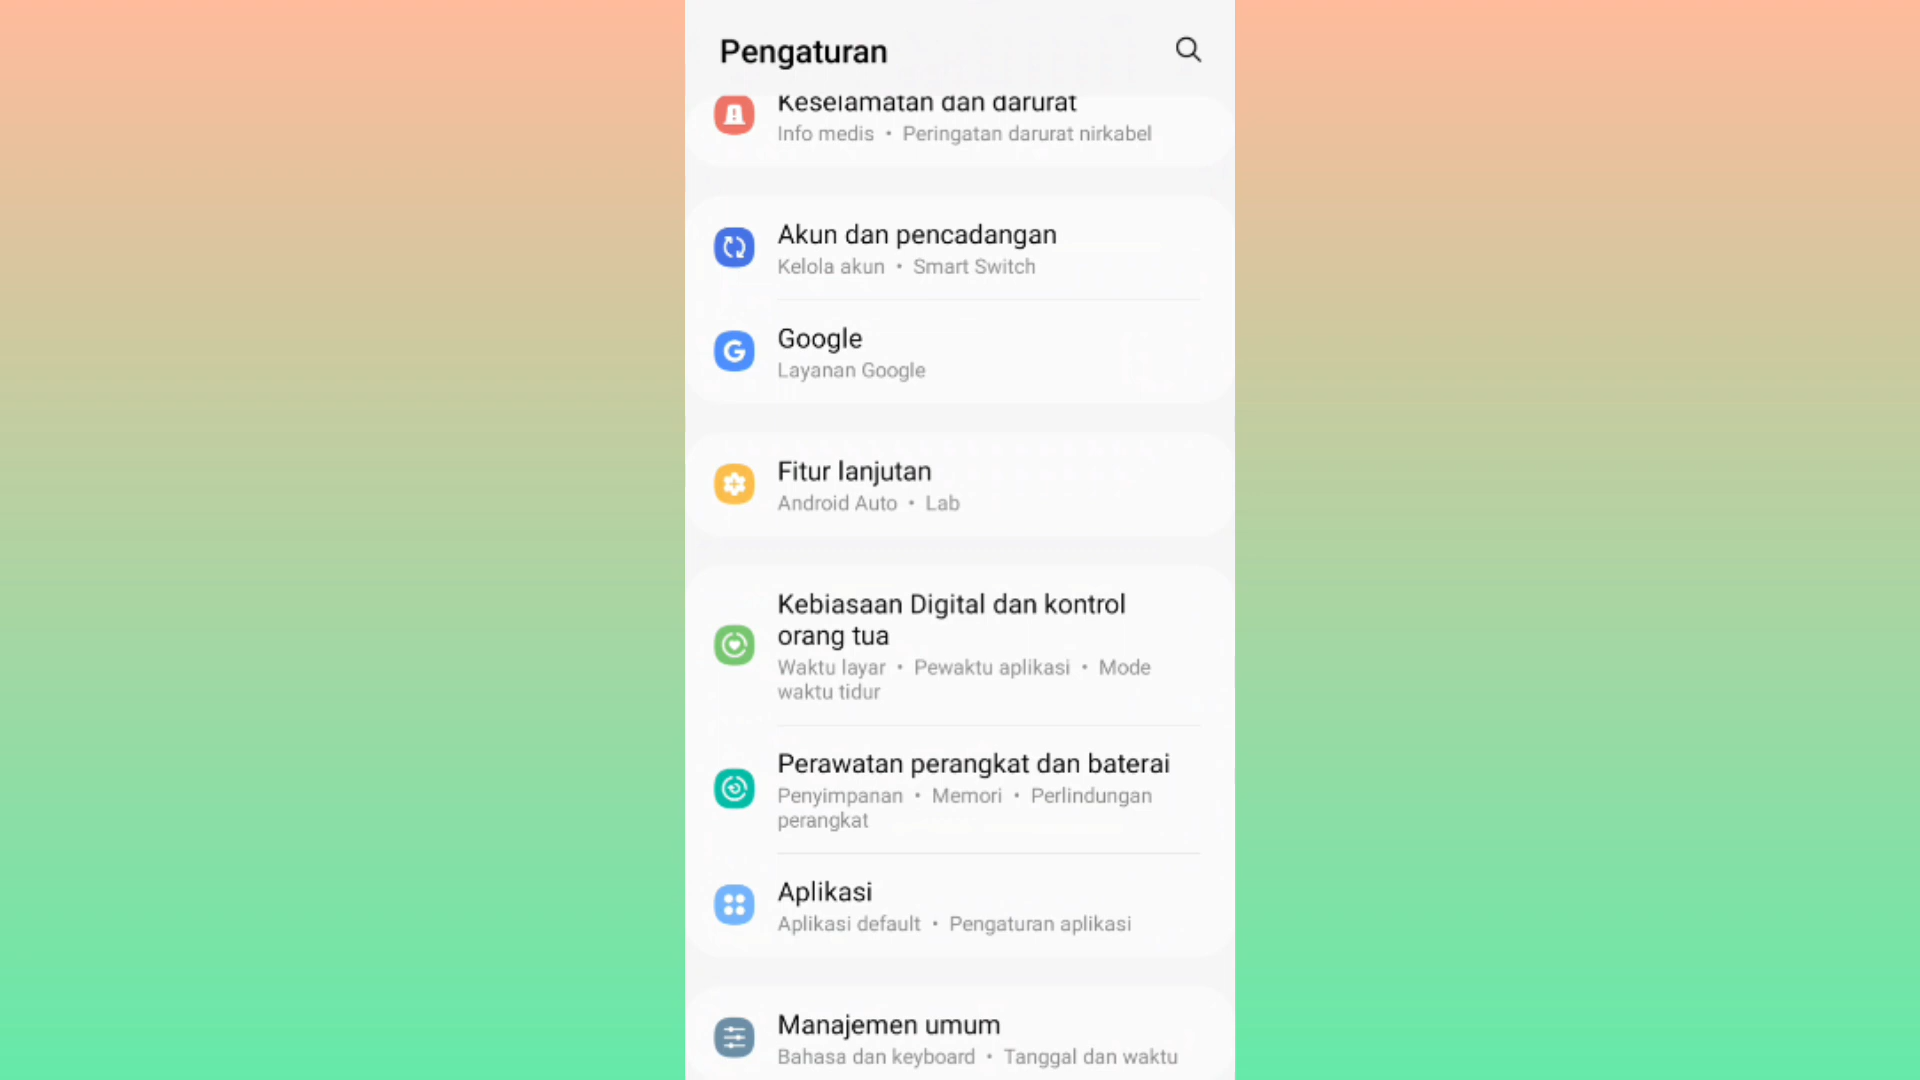 Pengaturan
Keselamatan dan darurat
Info medis • Peringatan darurat nirkabel
Akun dan pencadangan
Kelola akun • Smart Switch
Google
Layanan Google
Fitur lanjutan
Android Auto • Lab
Kebiasaan Digital dan kontrol
orang tua
Waktu layar • Pewaktu aplikasi • Mode
waktu tidur
Perawatan perangkat dan baterai
Penyimpanan • Memori • Perlindungan
perangkat
Aplikasi
Aplikasi default • Pengaturan aplikasi
Manajemen umum
Bahasa dan keyboard • Tanggal dan waktu